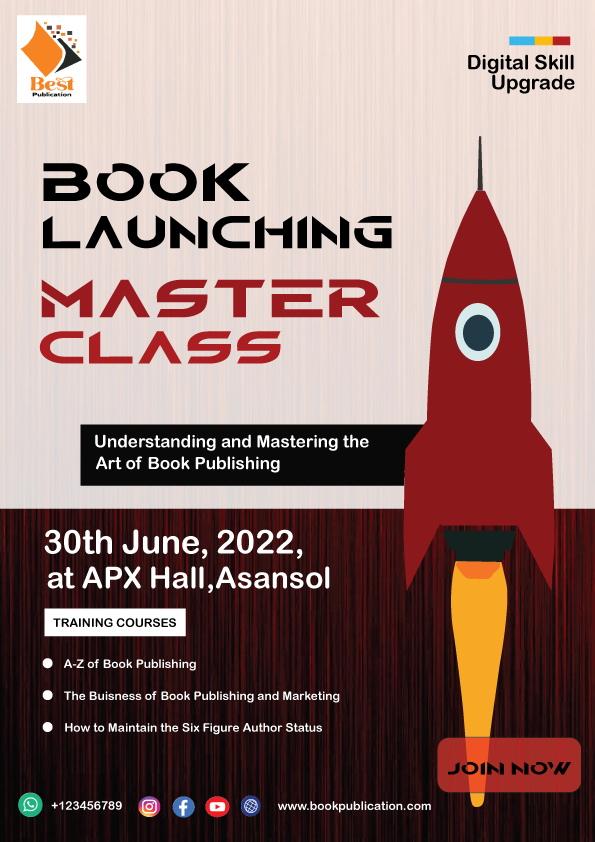 Best
Publication
Digital Skill
Upgrade
BOOK
LAUNCHING
MASTER
CLASS
Understanding and Mastering the
Art of Book Publishing
30th June, 2022,
at APX Hall,Asansol
TRAINING COURSES
A-Z of Book Publishing
The Buisness of Book Publishing and Marketing
How to Maintain the Six Figure Author Status
JOIN NOW
+123456789
www.bookpublication.com